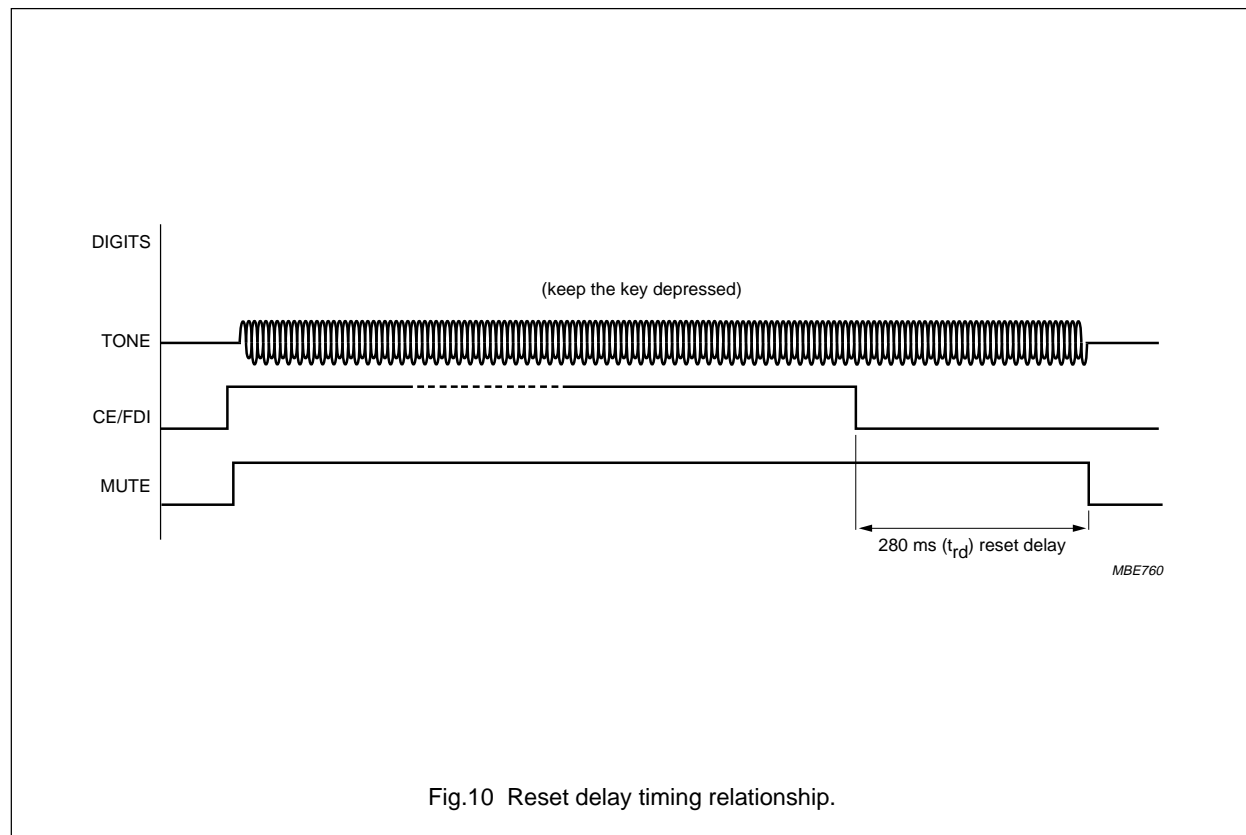 DIGITS
(keep the key depressed)
TONE
CE/FDI
MUTE
280 ms (trd) reset delay
MBE760
Fig.10 Reset delay timing relationship.